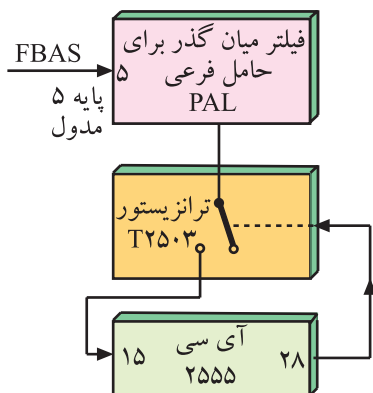 فیلتر میان گذر برای
حامل فرعی
PAL
۵
FBAS
پایه ۵
مدول
ترانزیستور
T۲۵۰۳
آی سی
۲۵۵۵
۱۵
۲۸